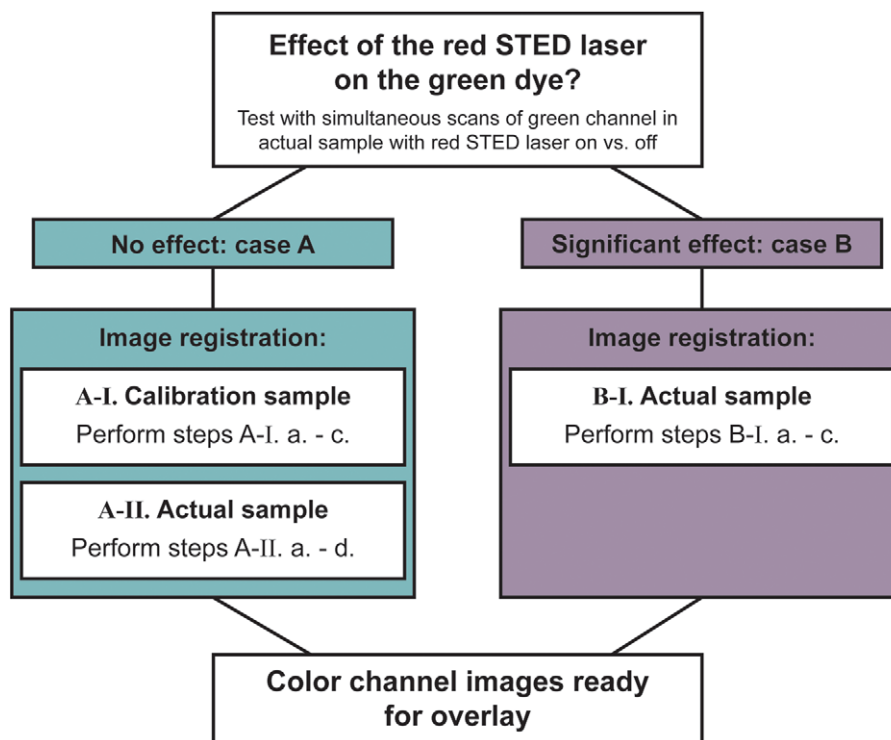 Effect of the red STED laser
on the green dye?
Test with simultaneous scans of green channel in
actual sample with red STED laser on vs. off
No effect: case A
Significant effect: case B
Image registration:
A-I. Calibration sample
Perform steps A-I. a. - c.
A-II. Actual sample
Perform steps A-II. a. - d.
Image registration:
B-I. Actual sample
Perform steps B-I. a. - c.
Color channel images ready
for overlay